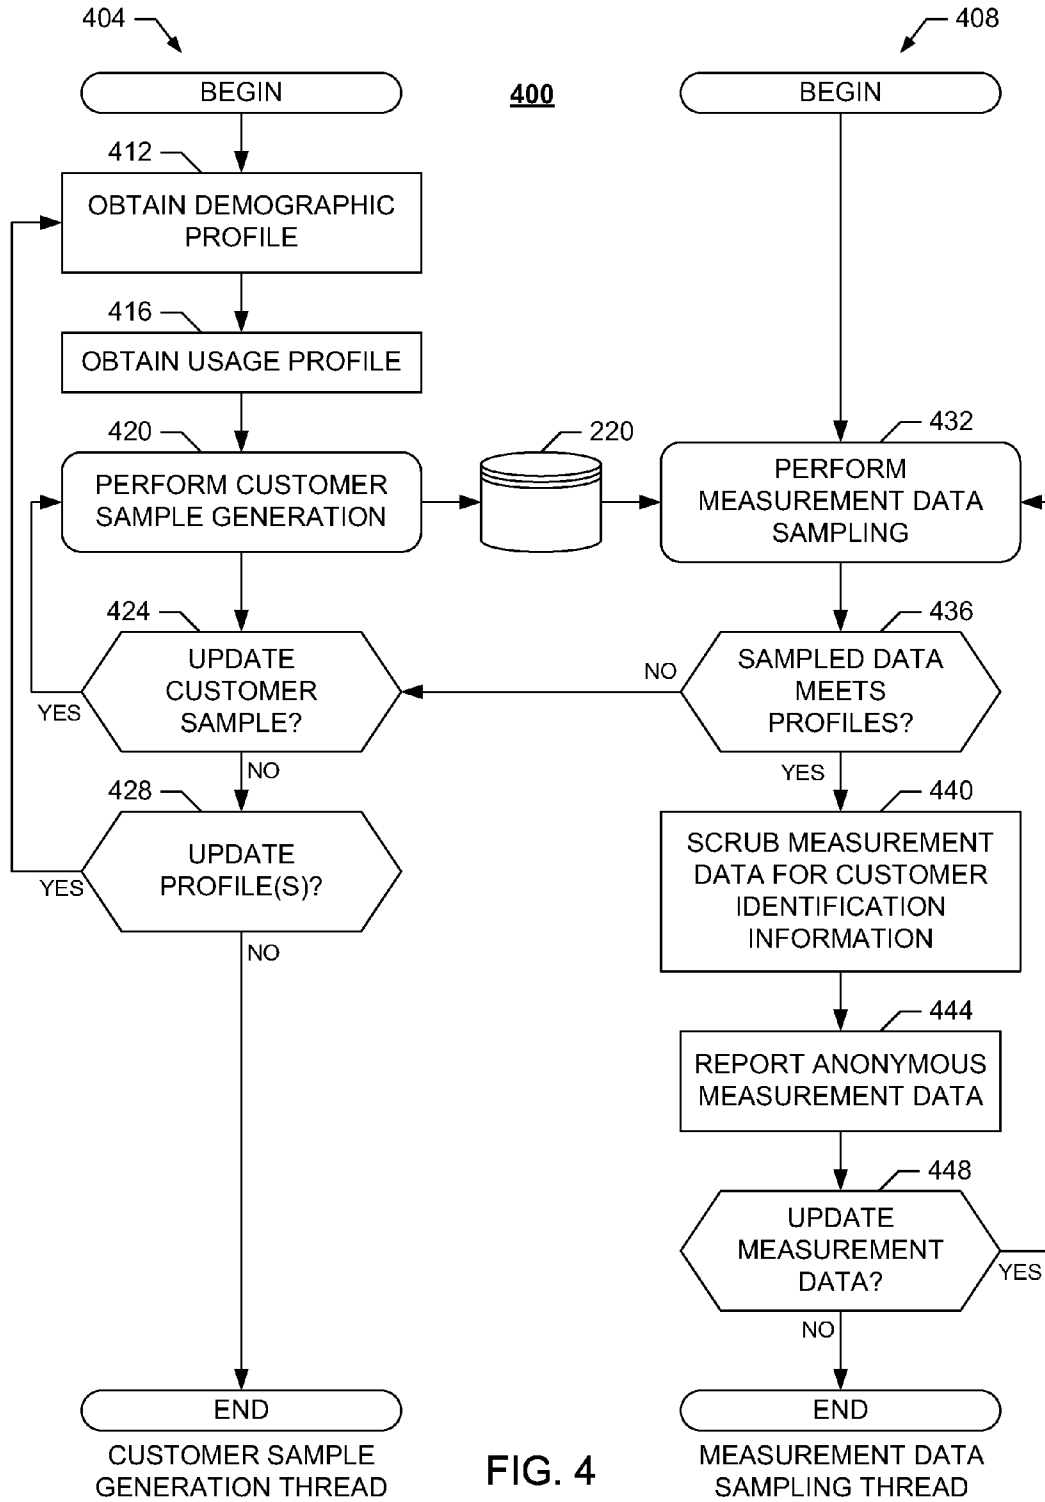 404
408
BEGIN
400
BEGIN
412
OBTAIN DEMOGRAPHIC
PROFILE
416
OBTAIN USAGE PROFILE
420
PERFORM CUSTOMER
SAMPLE GENERATION
220
432
PERFORM
MEASUREMENT DATA
SAMPLING
424
UPDATE
CUSTOMER
SAMPLE?
YES
NO
436
SAMPLED DATA
MEETS
PROFILES?
NO
YES
428
UPDATE
PROFILE(S)?
YES
NO
440
SCRUB MEASUREMENT
DATA FOR CUSTOMER
IDENTIFICATION
INFORMATION
444
REPORT ANONYMOUS
MEASUREMENT DATA
448
UPDATE
MEASUREMENT
DATA?
YES
NO
END
END
CUSTOMER SAMPLE
GENERATION THREAD
FIG. 4
MEASUREMENT DATA
SAMPLING THREAD